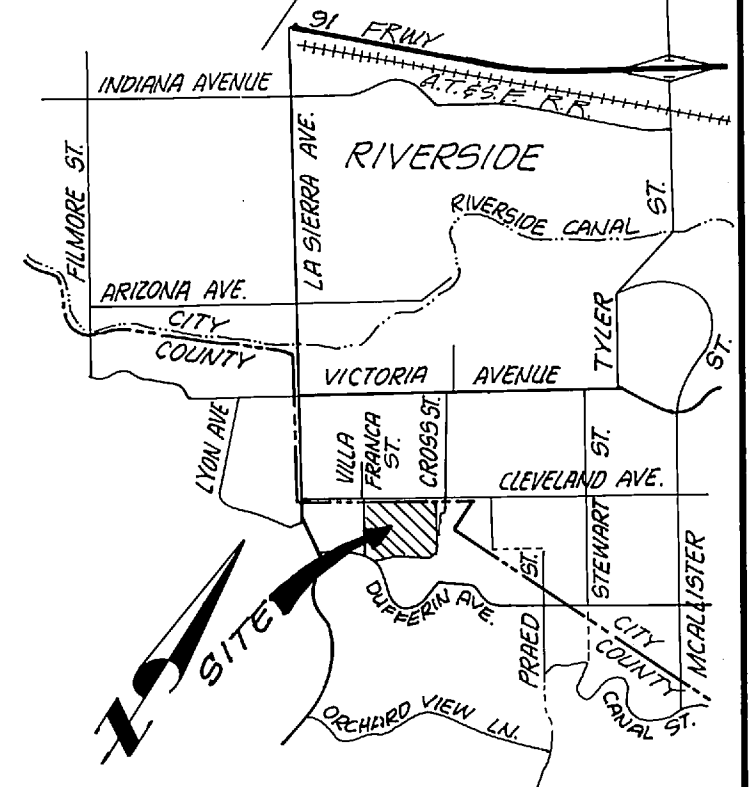 91 FRWY
A.T. & S.F. R.R.
INDIANA AVENUE
FILMORE ST.
LA SIERRA AVE.
RIVERSIDE
RIVERSIDE CANAL
ST.
ARIZONA AVE.
CITY
COUNTY
TYLER
ST.
VICTORIA AVENUE
LYON AVE
VILLA
FRANCA
ST.
CROSS ST.
CLEVELAND AVE.
STEWART ST.
MCALLISTER
SITE
DUFFERIN AVE.
PRAED ST.
CITY
COUNTY
CANAL ST.
ORCHARD VIEW LN.
N